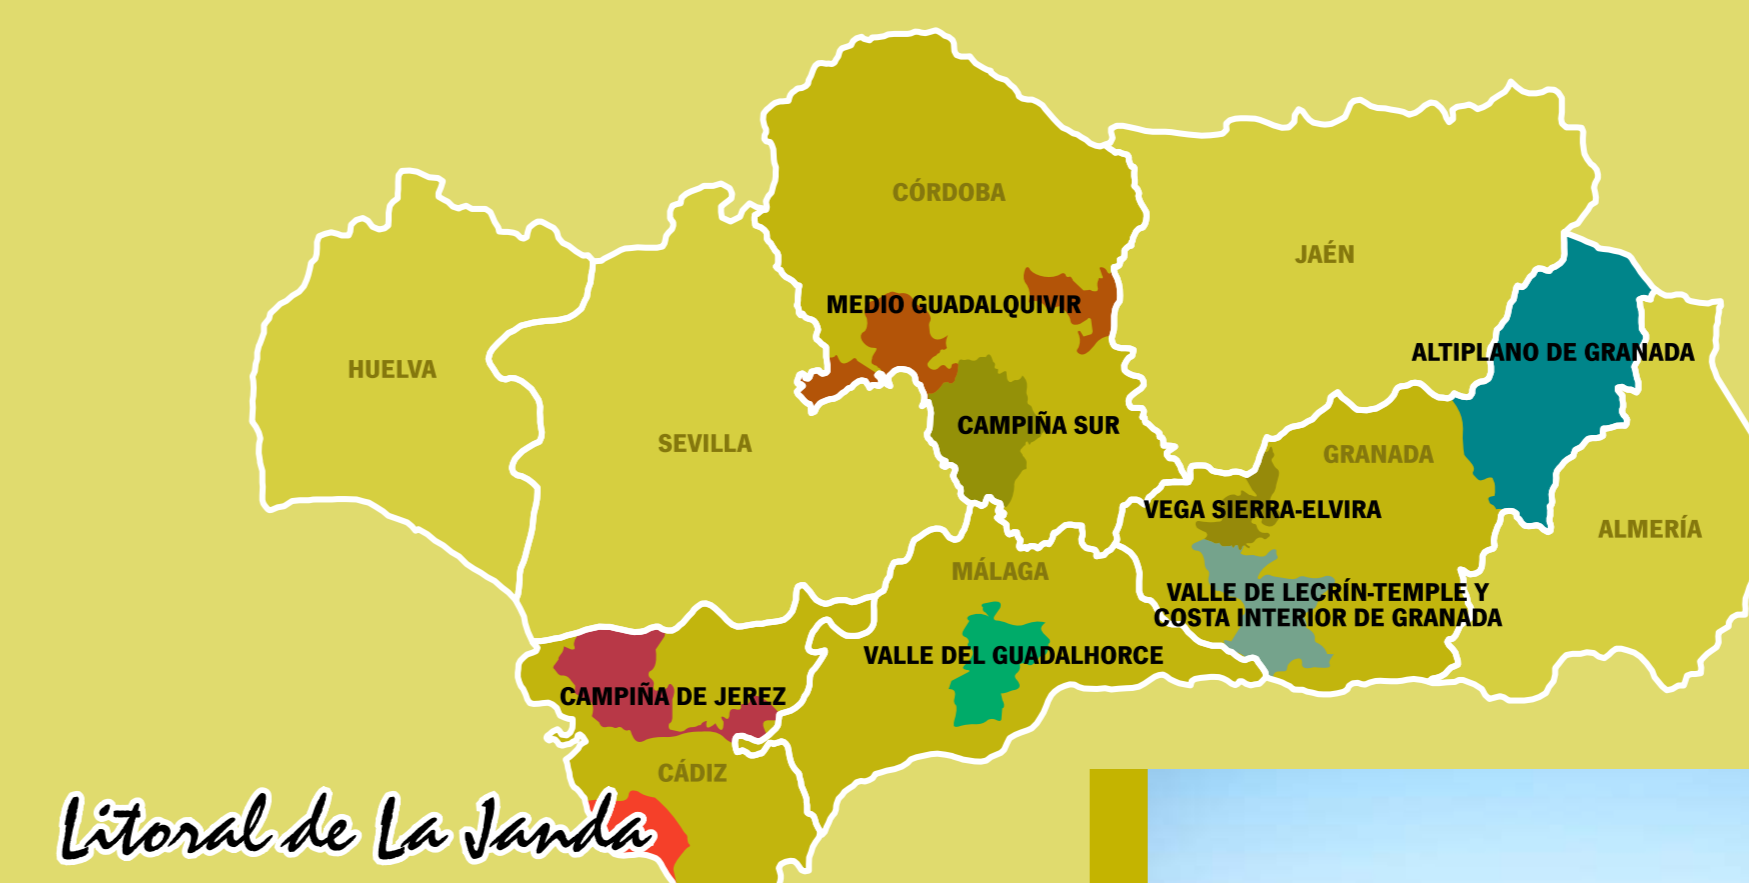 CÓRDOBA
JAÉN
MEDIO GUADALQUIVIR
ALTIPLANO DE GRANADA
HUELVA
CAMPIÑA SUR
SEVILLA
GRANADA
VEGA SIERRA-ELVIRA
ALMERÍA
MÁLAGA
VALLE DE LECRÍN-TEMPLE Y
COSTA INTERIOR DE GRANADA
VALLE DEL GUADALHORCE
CAMPIÑA DE JEREZ
CÁDIZ
Litoral de La Janda